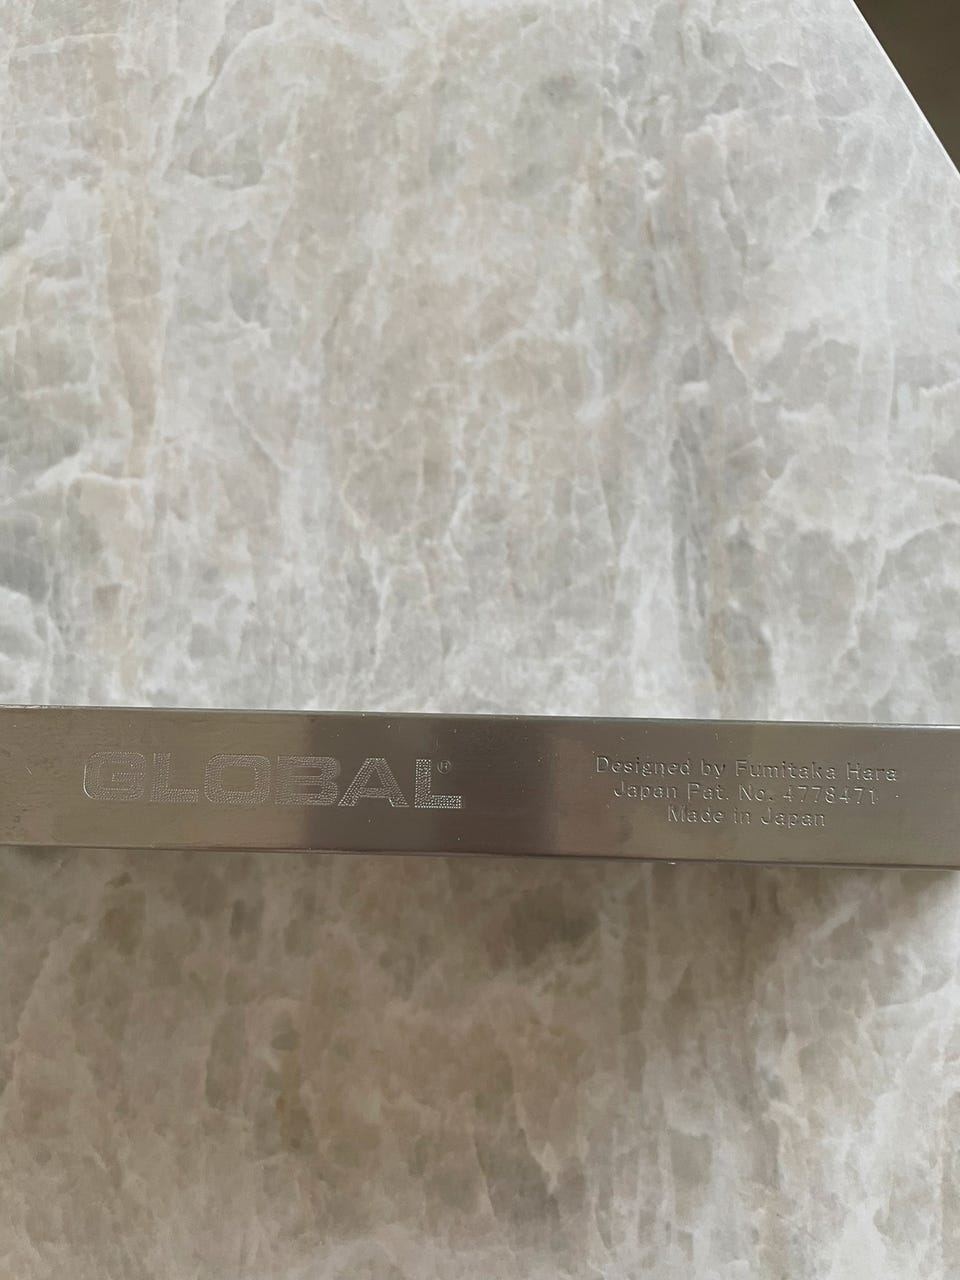 GLOBAL®
Designed by Fumitaka Hara
Japan Pat. No. 4778471
Made in Japan